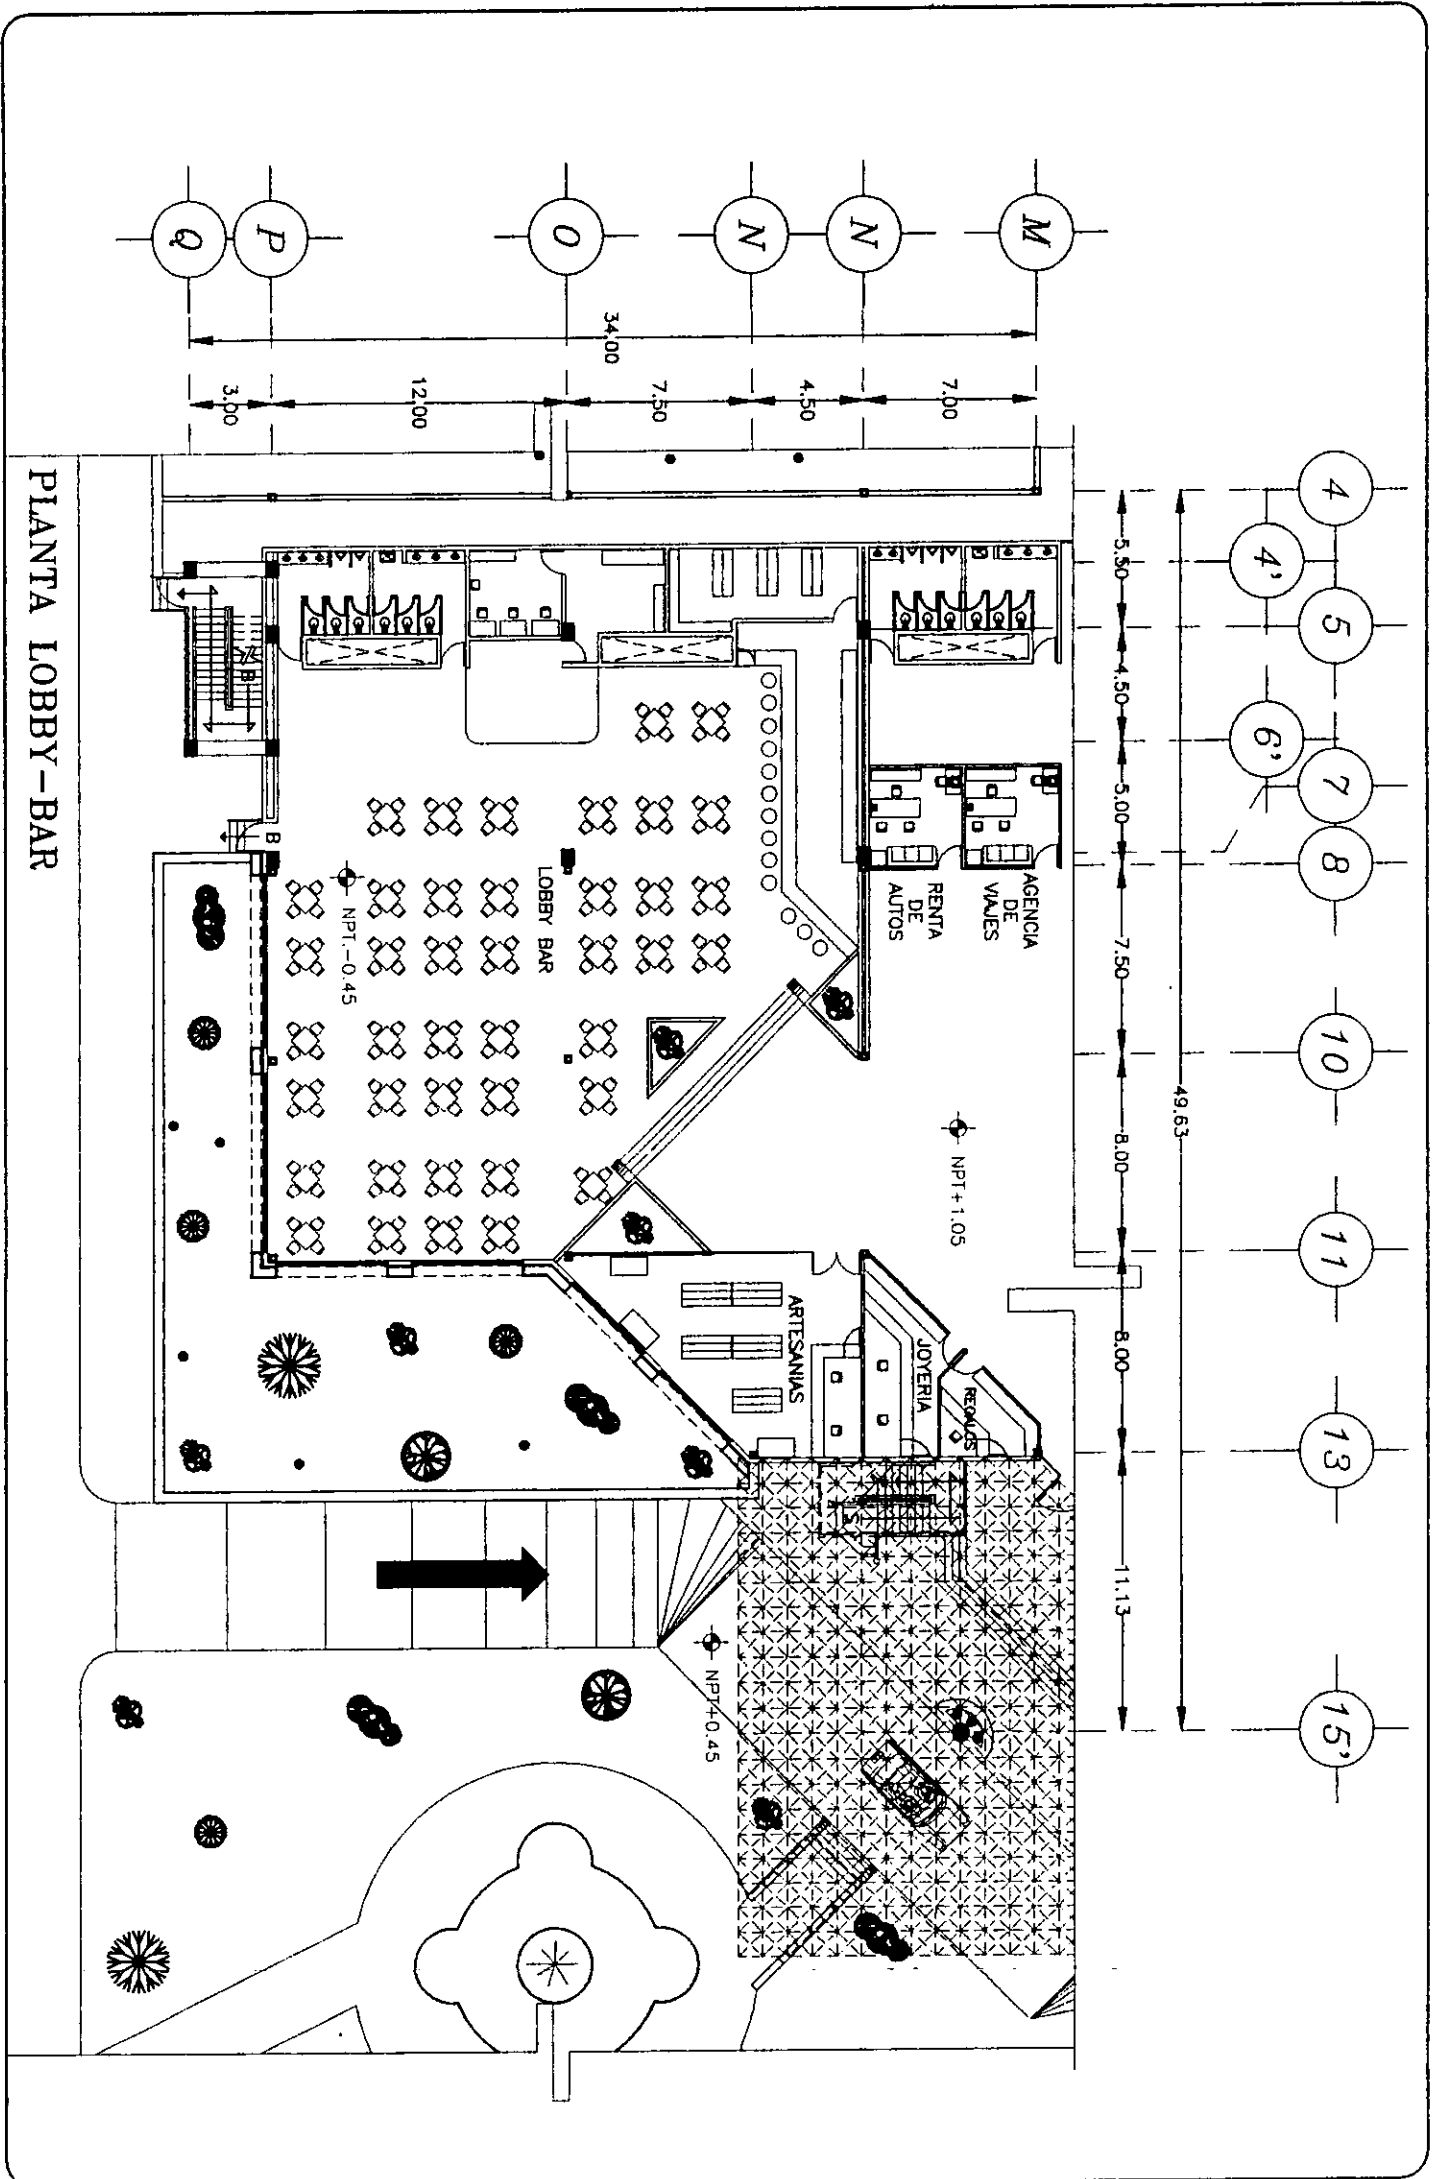 4
4'
5
6'
7
8
10
11
13
15'
49.63
5.50
4.50
5.00
7.50
8.00
8.00
11.13
M
N
N
O
P
Q
34.00
7.00
4.50
7.50
12.00
3.00
AGENCIA
DE
VIAJES
RENTA
DE
AUTOS
NPT+1.05
LOBBY BAR
NPT.-0.45
ARTESANIAS
JOYERIA
REGALOS
NPT+0.45
B
B
S
PLANTA LOBBY-BAR